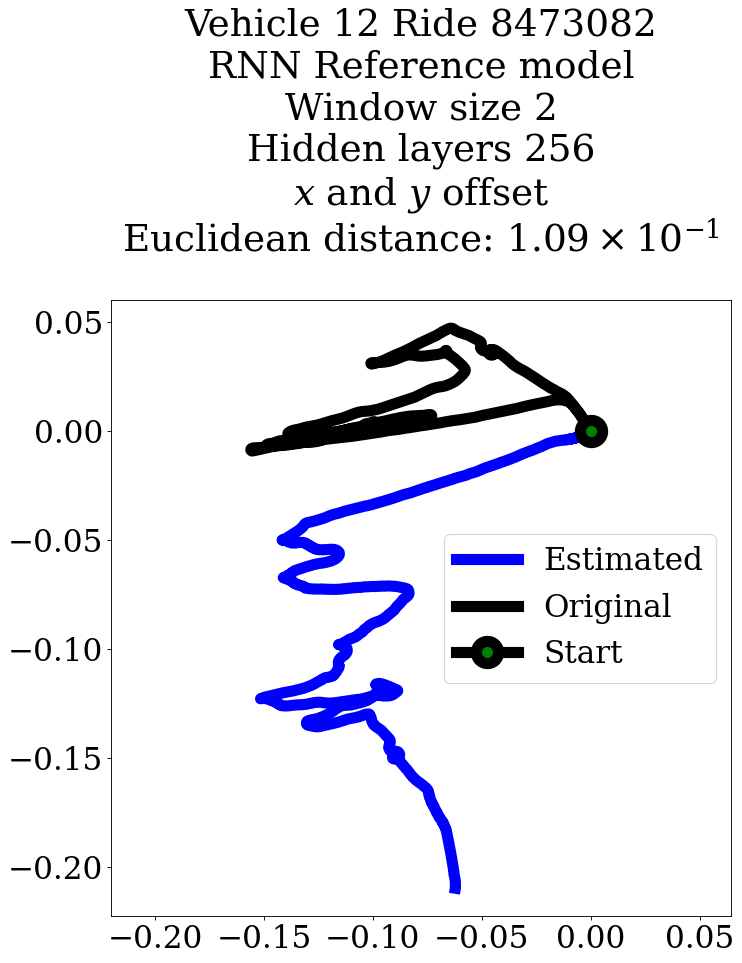 Vehicle 12 Ride 8473082
RNN Reference model
Window size 2
Hidden layers 256
x and y offset
Euclidean distance: 1.09 × 10⁻¹
0.05
0.00
−0.05
−0.10
−0.15
−0.20
Estimated
Original
Start
−0.20 −0.15 −0.10 −0.05 0.00 0.05